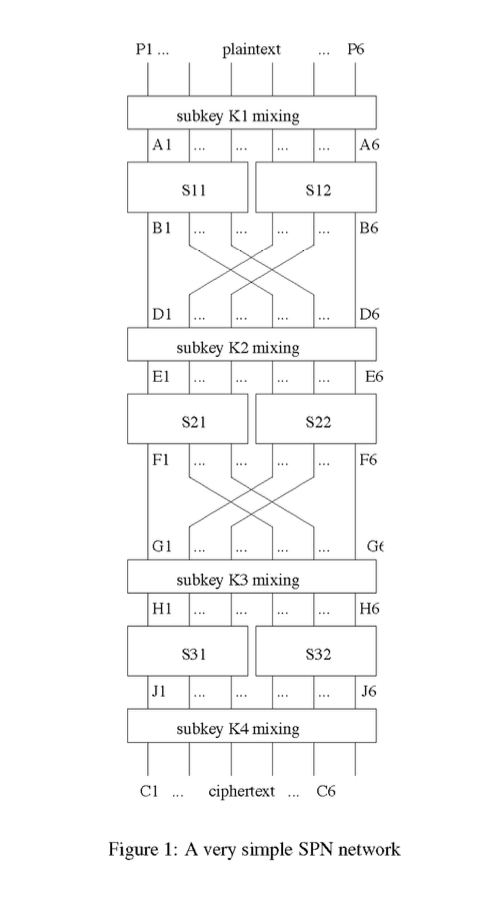 P1 ... plaintext ... P6
subkey K1 mixing
A1 ... ... ... ... A6
S11 S12
B1 ... ... ... ... B6
D1 ... ... ... ... D6
subkey K2 mixing
E1 ... ... ... ... E6
S21 S22
F1 ... ... ... ... F6
G1 ... ... ... ... G6
subkey K3 mixing
H1 ... ... ... ... H6
S31 S32
J1 ... ... ... ... J6
subkey K4 mixing
C1 ... ciphertext ... C6
Figure 1: A very simple SPN network